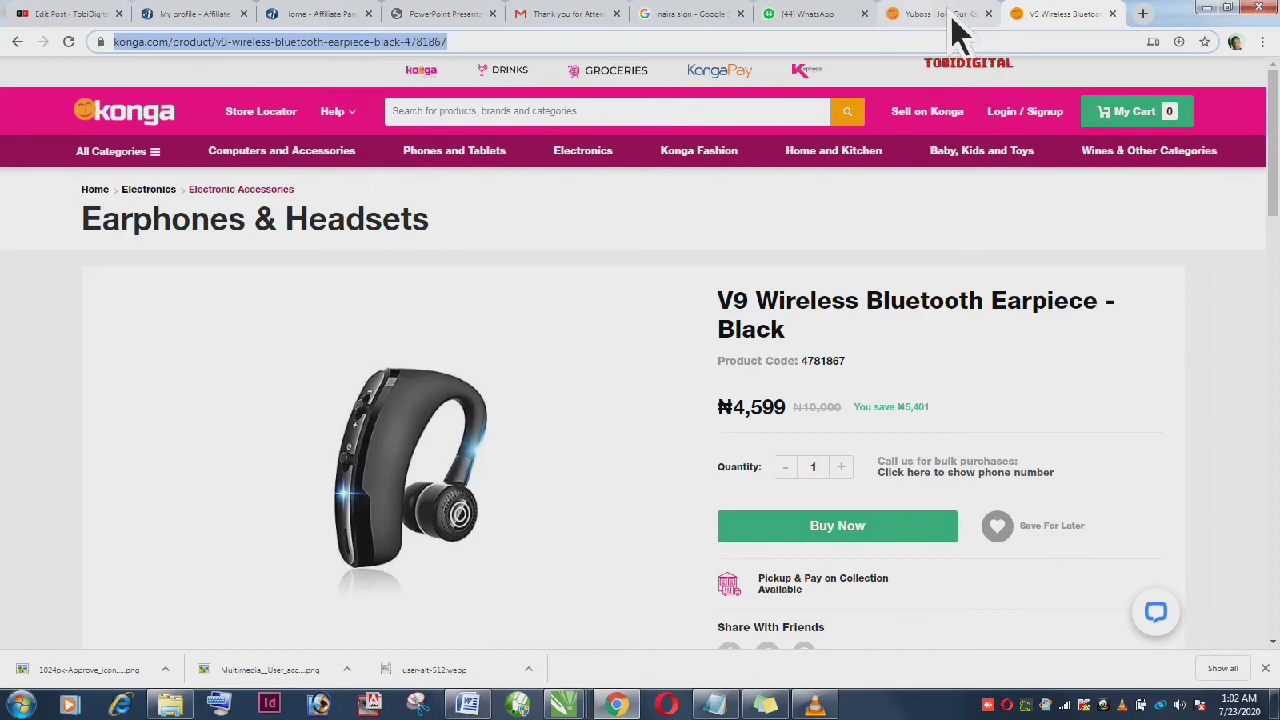 Edit Post · TobiDigit
My profile - Affiliate
Home - Affiliate Pane
PowerPoint Presenta
Thank you for Atten
naira sign - Google
(44) WhatsApp
Yuboss
V9 Wireless Bluetoo
konga.com/product/v9-wireless-bluetooth-earpiece-black-4781867
konga DRINKS GROCERIES KongaPay Kxpress TOBIDIGITAL
konga Store Locator Help Search for products, brands and categories Sell on Konga Login / Signup My Cart 0
All Categories Computers and Accessories Phones and Tablets Electronics Konga Fashion Home and Kitchen Baby, Kids and Toys Wines & Other Categories
Home > Electronics > Electronic Accessories
Earphones & Headsets
V9 Wireless Bluetooth Earpiece -
Black
Product Code: 4781867
₦4,599 ₦10,000 You save ₦5,401
Quantity: - 1 +
Call us for bulk purchases:
Click here to show phone number
Buy Now Save For Later
Pickup & Pay on Collection
Available
Share With Friends
1024px-Approve_icon....png Multimedia__User_acc....png user-alt-512.webp Show all
1:02 AM
7/23/2020